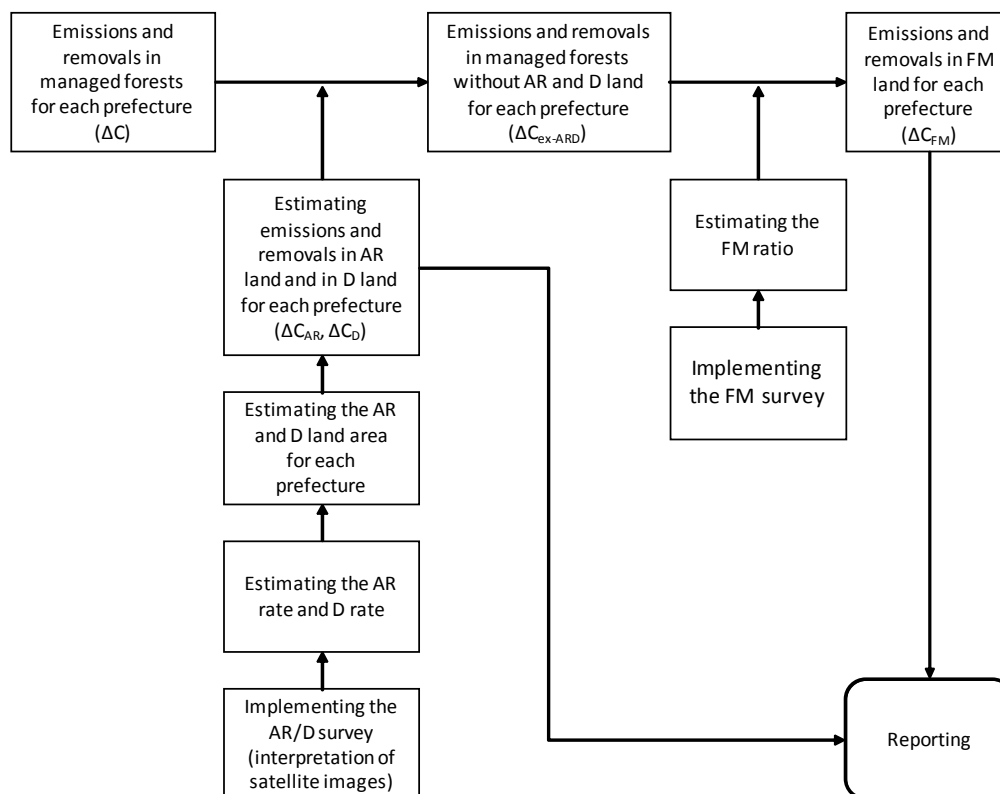 Emissions and
removals in
managed forests
for each prefecture
(ΔC)
Emissions and removals
in managed forests
without AR and D land
for each prefecture
(ΔCex-ARD)
Emissions and
removals in FM
land for each
prefecture
(ΔCFM)
Estimating
emissions and
removals in AR
land and in D land
for each prefecture
(ΔCAR, ΔCD)
Estimating the
FM ratio
Implementing
the FM survey
Estimating the AR
and D land area
for each
prefecture
Estimating the AR
rate and D rate
Implementing the
AR/D survey
(interpretation of
satellite images)
Reporting